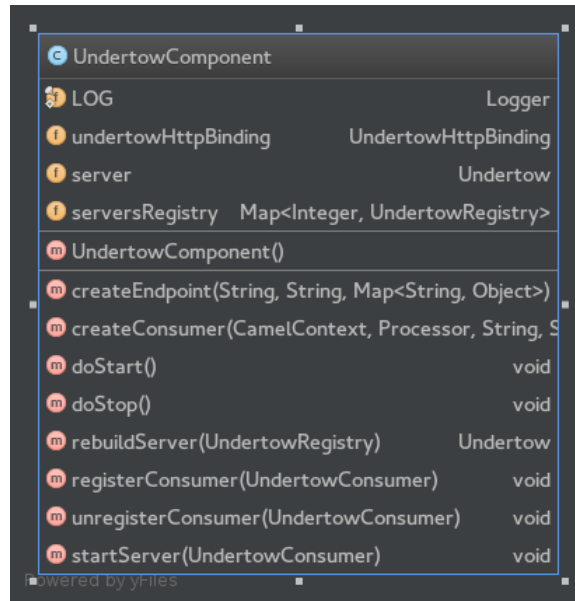 UndertowComponent
LOG Logger
undertowHttpBinding UndertowHttpBinding
server Undertow
serversRegistry Map<Integer, UndertowRegistry>
UndertowComponent()
createEndpoint(String, String, Map<String, Object>)
createConsumer(CamelContext, Processor, String, S
doStart() void
doStop() void
rebuildServer(UndertowRegistry) Undertow
registerConsumer(UndertowConsumer) void
unregisterConsumer(UndertowConsumer) void
startServer(UndertowConsumer) void
Powered by yFiles